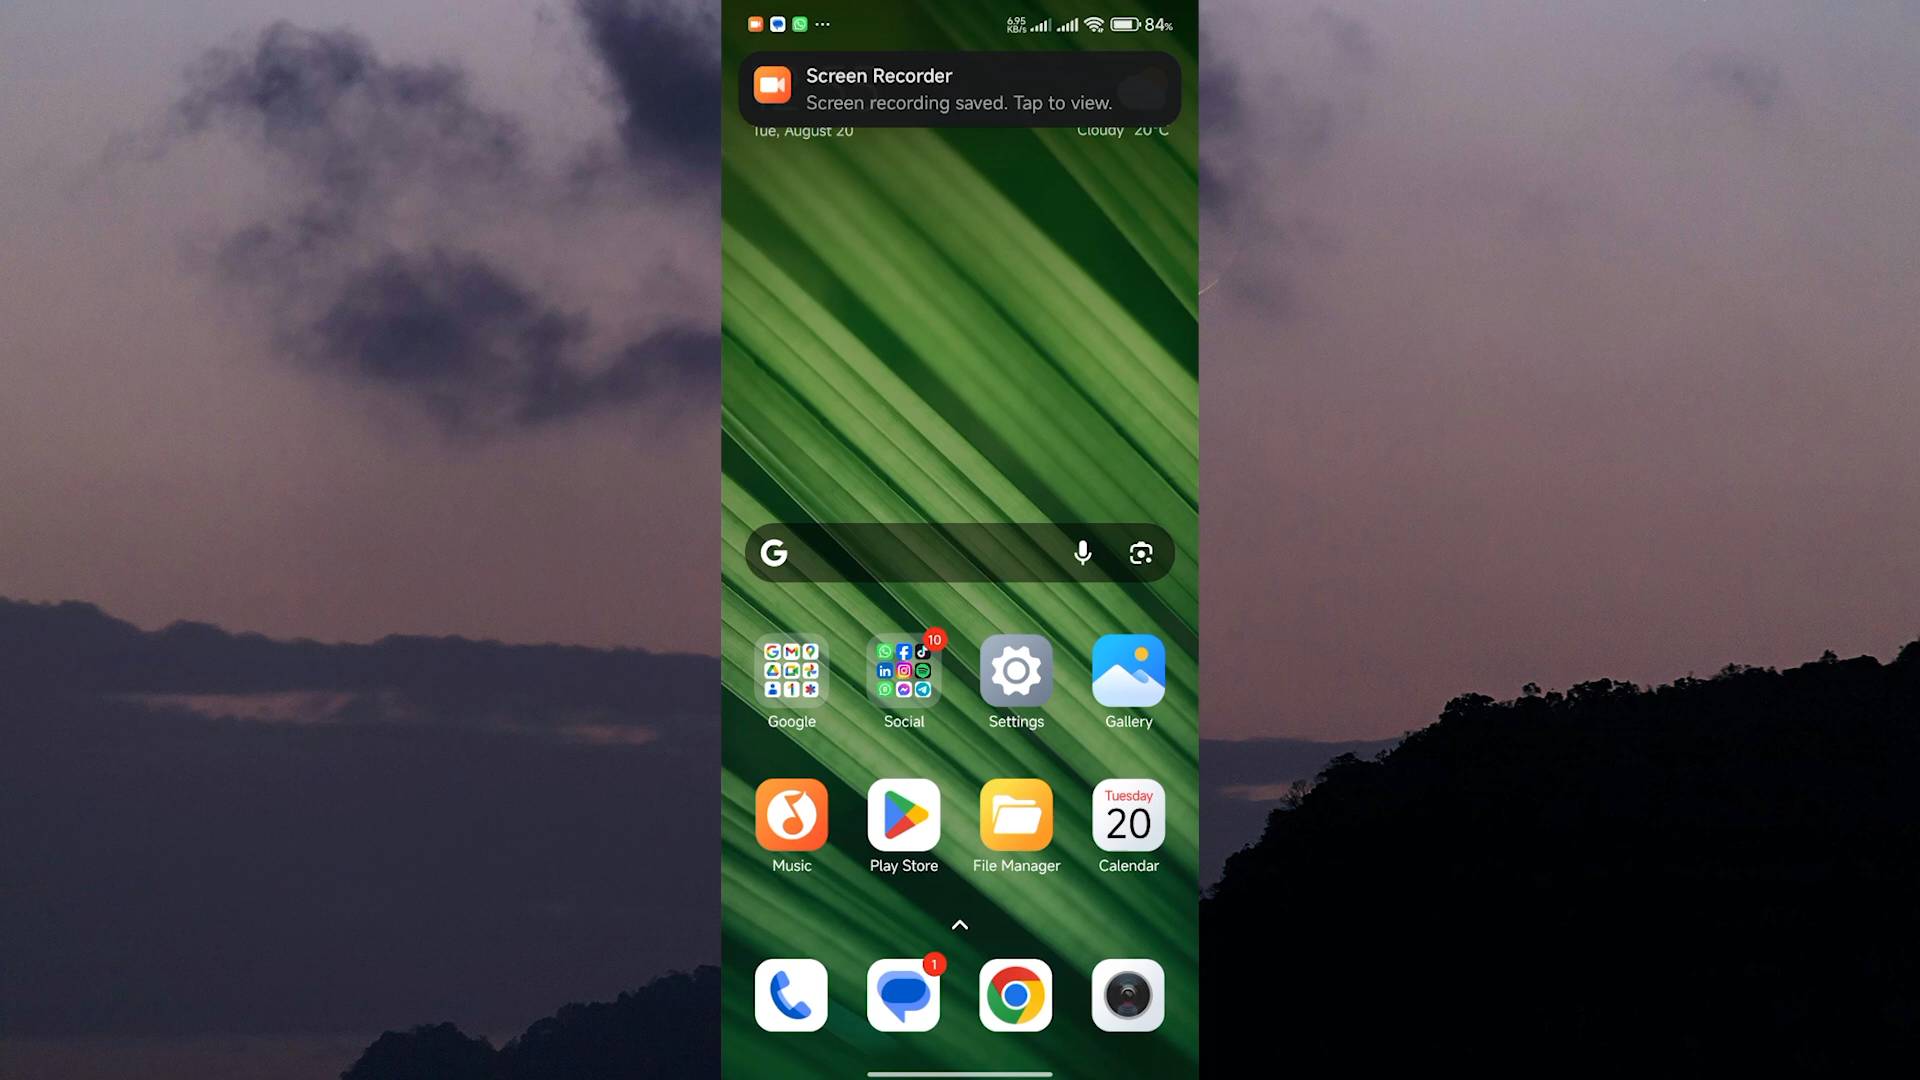 6.95
KB/s
84%
Screen Recorder
Screen recording saved. Tap to view.
Tue, August 20
Cloudy 20°C
10
Google
Social
Settings
Gallery
Tuesday
20
Music
Play Store
File Manager
Calendar
1